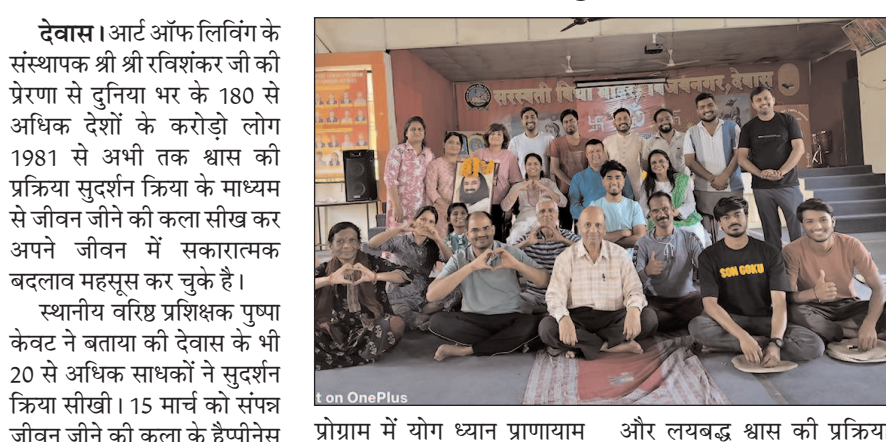 देवास। आर्ट ऑफ लिविंग के
संस्थापक श्री श्री रविशंकर जी की
प्रेरणा से दुनिया भर के 180 से
अधिक देशों के करोड़ो लोग
1981 से अभी तक श्वास की
प्रक्रिया सुदर्शन क्रिया के माध्यम
से जीवन जीने की कला सीख कर
अपने जीवन में सकारात्मक
बदलाव महसूस कर चुके है।
स्थानीय वरिष्ठ प्रशिक्षक पुष्पा
केवट ने बताया की देवास के भी
20 से अधिक साधकों ने सुदर्शन
क्रिया सीखी। 15 मार्च को संपन्न
जीवन जीने की कला के हैप्पीनेस
सरस्वती विद्या मंदिर, विजयनगर, देवास
SON GOKU
t on OnePlus
प्रोग्राम में योग ध्यान प्राणायाम
और लयबद्ध श्वास की प्रक्रिय